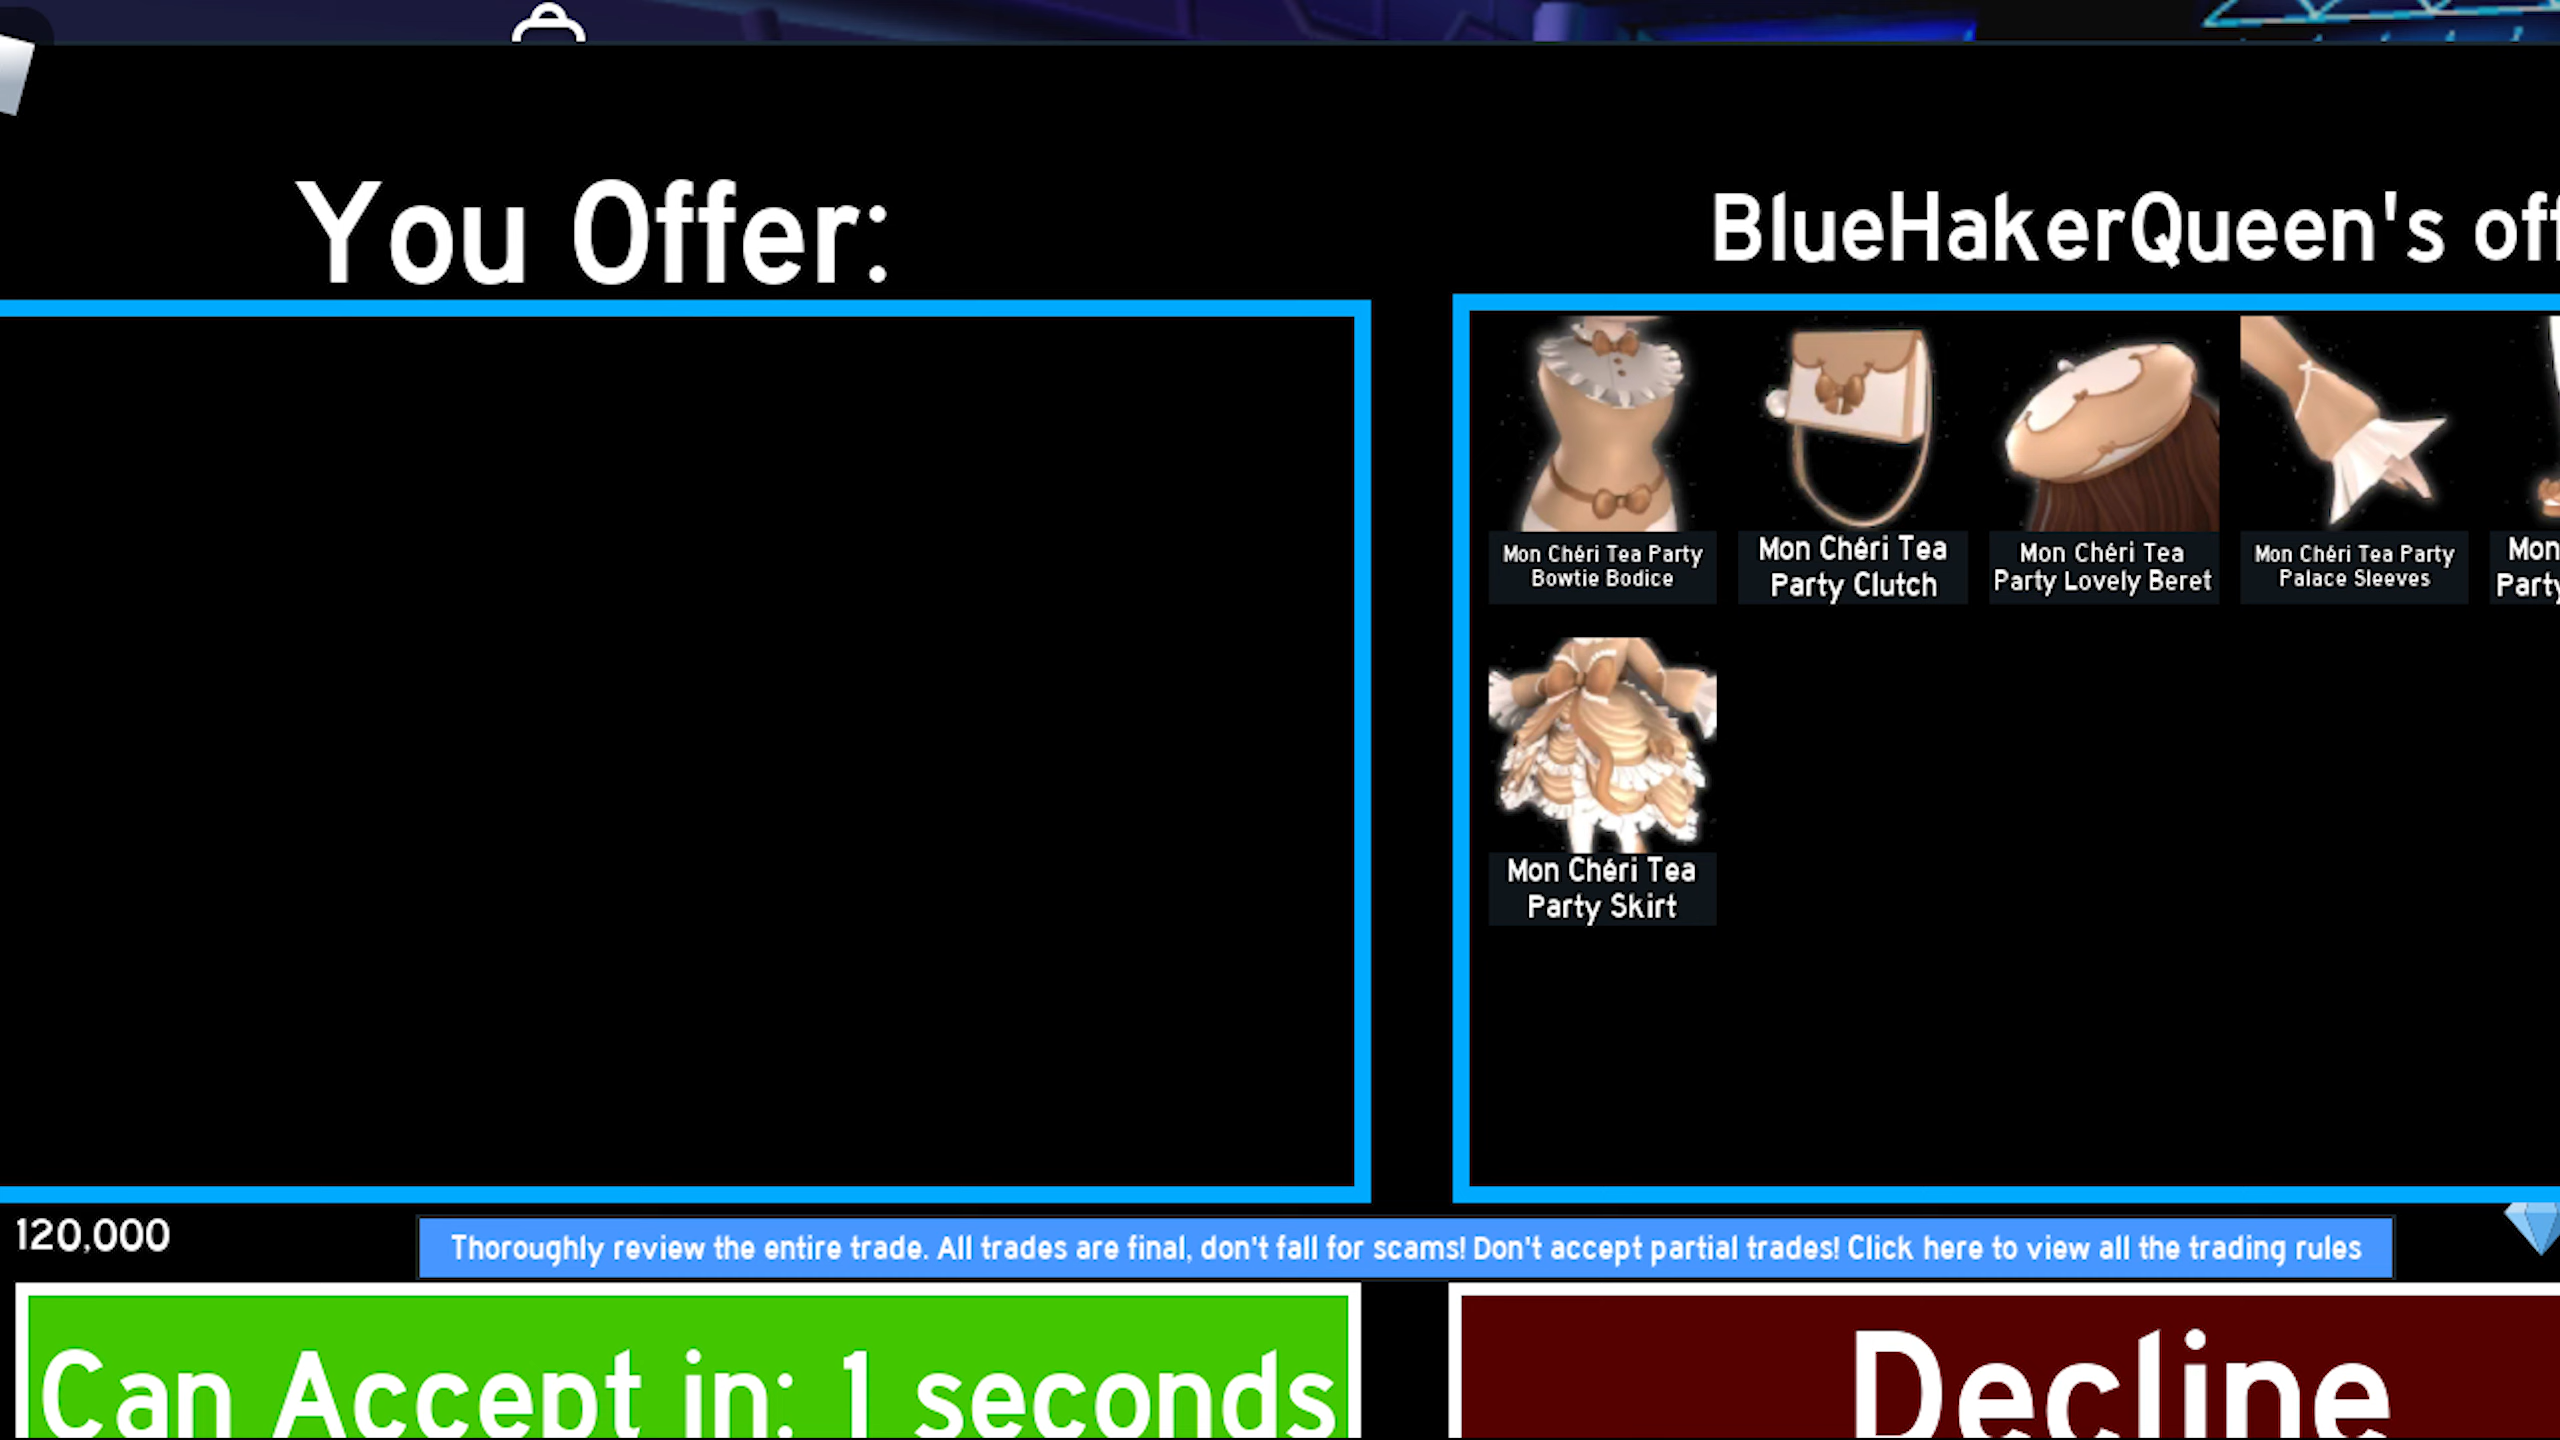 You Offer:
BlueHakerQueen's off
Mon Chéri Tea Party
Bowtie Bodice
Mon Chéri Tea
Party Clutch
Mon Chéri Tea
Party Lovely Beret
Mon Chéri Tea Party
Palace Sleeves
Mon
Party
Mon Chéri Tea
Party Skirt
120,000
Thoroughly review the entire trade. All trades are final, don't fall for scams! Don't accept partial trades! Click here to view all the trading rules
Can Accept in: 1 seconds
Decline